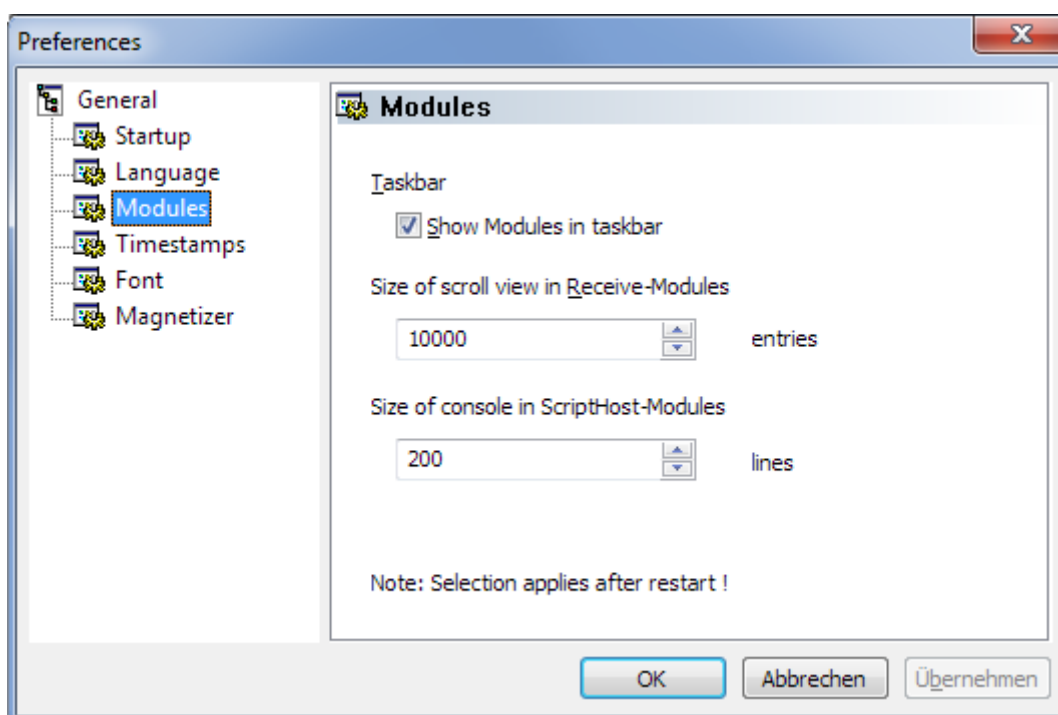 Preferences
General
Startup
Language
Modules
Timestamps
Font
Magnetizer
Modules
Taskbar
Show Modules in taskbar
Size of scroll view in Receive-Modules
10000 entries
Size of console in ScriptHost-Modules
200 lines
Note: Selection applies after restart !
OK Abbrechen Übernehmen